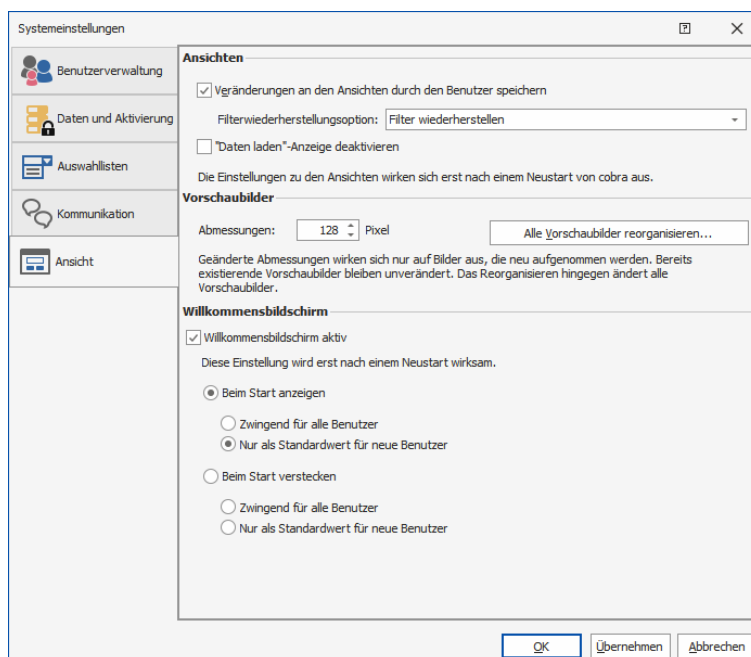 Systemeinstellungen
Benutzerverwaltung
Daten und Aktivierung
Auswahllisten
Kommunikation
Ansicht
Ansichten
Veränderungen an den Ansichten durch den Benutzer speichern
Filterwiederherstellungsoption: Filter wiederherstellen
"Daten laden"-Anzeige deaktivieren
Die Einstellungen zu den Ansichten wirken sich erst nach einem Neustart von cobra aus.
Vorschaubilder
Abmessungen: 128 Pixel Alle Vorschaubilder reorganisieren...
Geänderte Abmessungen wirken sich nur auf Bilder aus, die neu aufgenommen werden. Bereits
existierende Vorschaubilder bleiben unverändert. Das Reorganisieren hingegen ändert alle
Vorschaubilder.
Willkommensbildschirm
Willkommensbildschirm aktiv
Diese Einstellung wird erst nach einem Neustart wirksam.
Beim Start anzeigen
Zwingend für alle Benutzer
Nur als Standardwert für neue Benutzer
Beim Start verstecken
Zwingend für alle Benutzer
Nur als Standardwert für neue Benutzer
OK Übernehmen Abbrechen